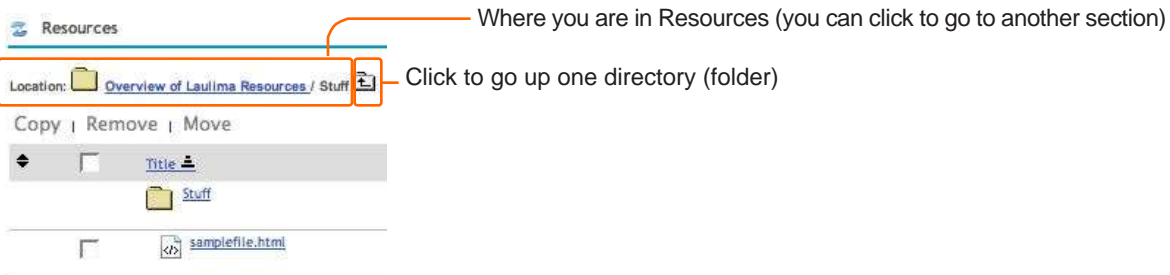 Where you are in Resources (you can click to go to another section)
Resources
Location: Overview of Laulima Resources / Stuff
Click to go up one directory (folder)
Copy | Remove | Move
Title
Stuff
samplefile.html